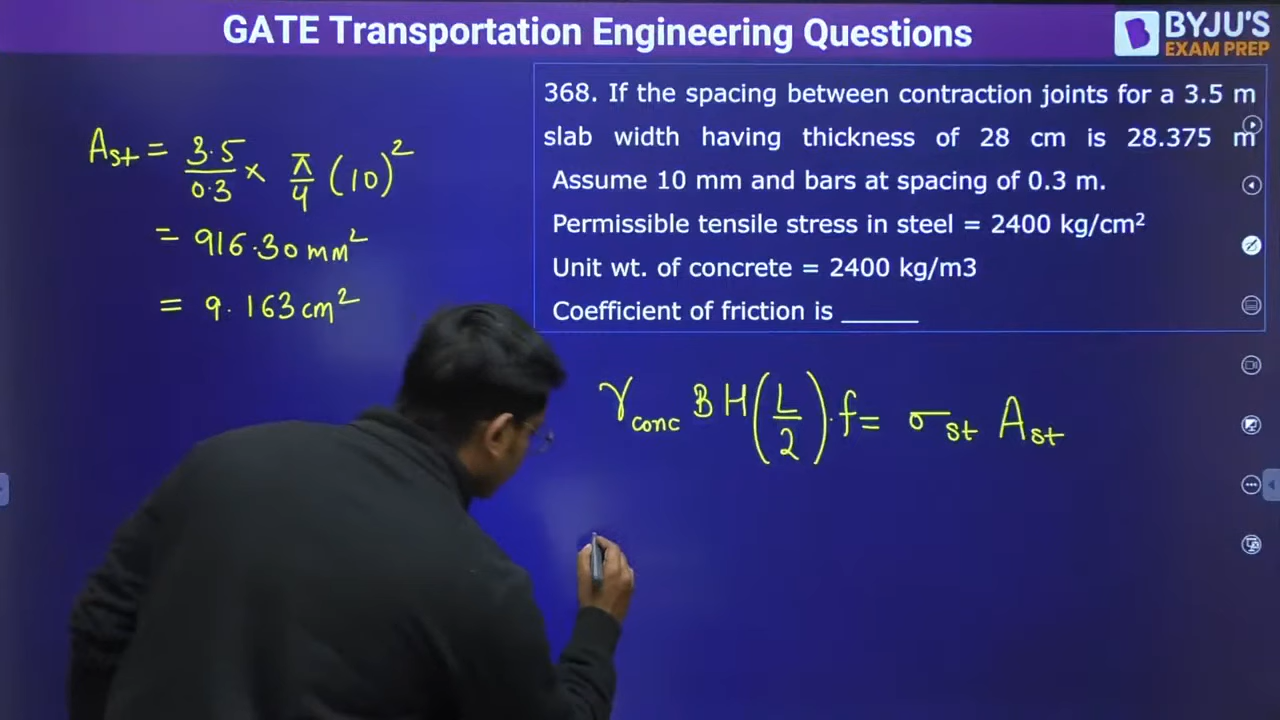 GATE Transportation Engineering Questions
BYJU'S
EXAM PREP
368. If the spacing between contraction joints for a 3.5 m
slab width having thickness of 28 cm is 28.375 m
Assume 10 mm and bars at spacing of 0.3 m.
Permissible tensile stress in steel = 2400 kg/cm²
Unit wt. of concrete = 2400 kg/m3
Coefficient of friction is ______
Ast = 3.5/0.3 × π/4 (10)²
= 916.30 mm²
= 9.163 cm²
γconc B H (L/2).f = σst Ast